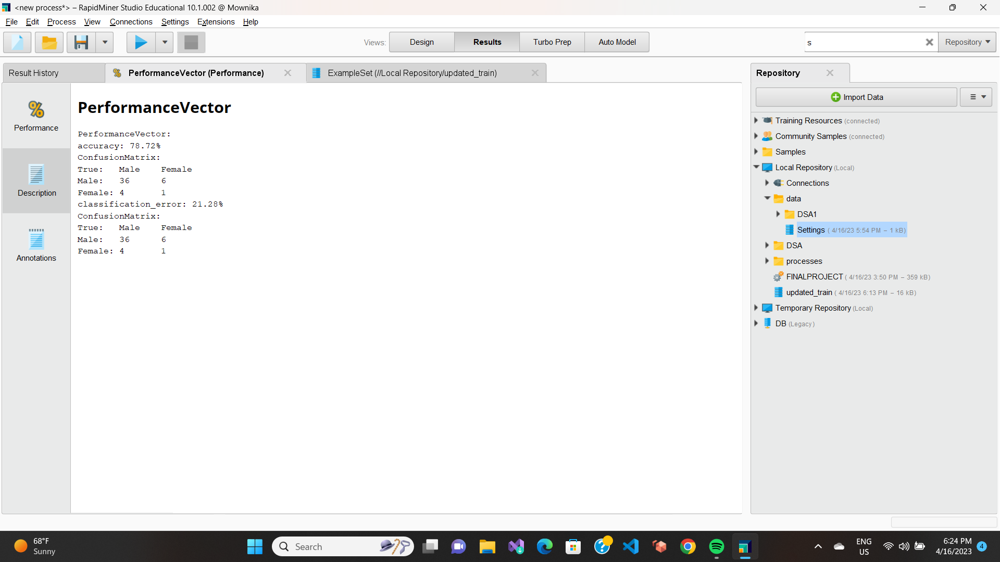 <new process*> – RapidMiner Studio Educational 10.1.002 @ Mownika
File Edit Process View Connections Settings Extensions Help
Views: Design Results Turbo Prep Auto Model
s
Repository
Result History
PerformanceVector (Performance)
ExampleSet (//Local Repository/updated_train)
Repository
Performance
Description
Annotations
PerformanceVector
PerformanceVector:
accuracy: 78.72%
ConfusionMatrix:
True: Male Female
Male: 36 6
Female: 4 1
classification_error: 21.28%
ConfusionMatrix:
True: Male Female
Male: 36 6
Female: 4 1
Import Data
Training Resources (connected)
Community Samples (connected)
Samples
Local Repository (Local)
Connections
data
DSA1
Settings ( 4/16/23 5:54 PM – 1 kB)
DSA
processes
FINALPROJECT ( 4/16/23 3:50 PM – 359 kB)
updated_train ( 4/16/23 6:13 PM – 16 kB)
Temporary Repository (Local)
DB (Legacy)
68°F
Sunny
Search
ENG
US
6:24 PM
4/16/2023
4